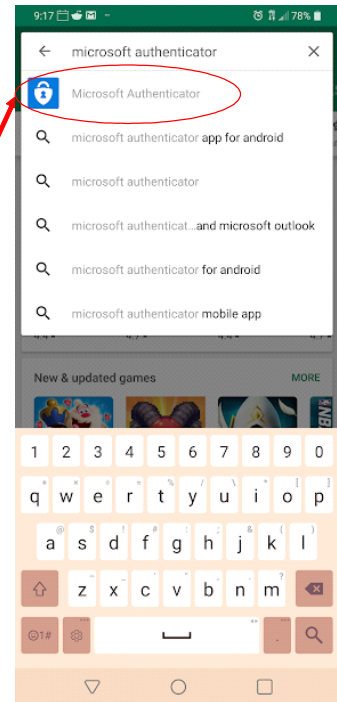 9:17
78%
microsoft authenticator
Microsoft Authenticator
microsoft authenticator app for android
microsoft authenticator
microsoft authenticat...and microsoft outlook
microsoft authenticator for android
microsoft authenticator mobile app
New & updated games MORE
NB
1 2 3 4 5 6 7 8 9 0
q w e r t y u i o p
a s d f g h j k l
z x c v b n m
1# .